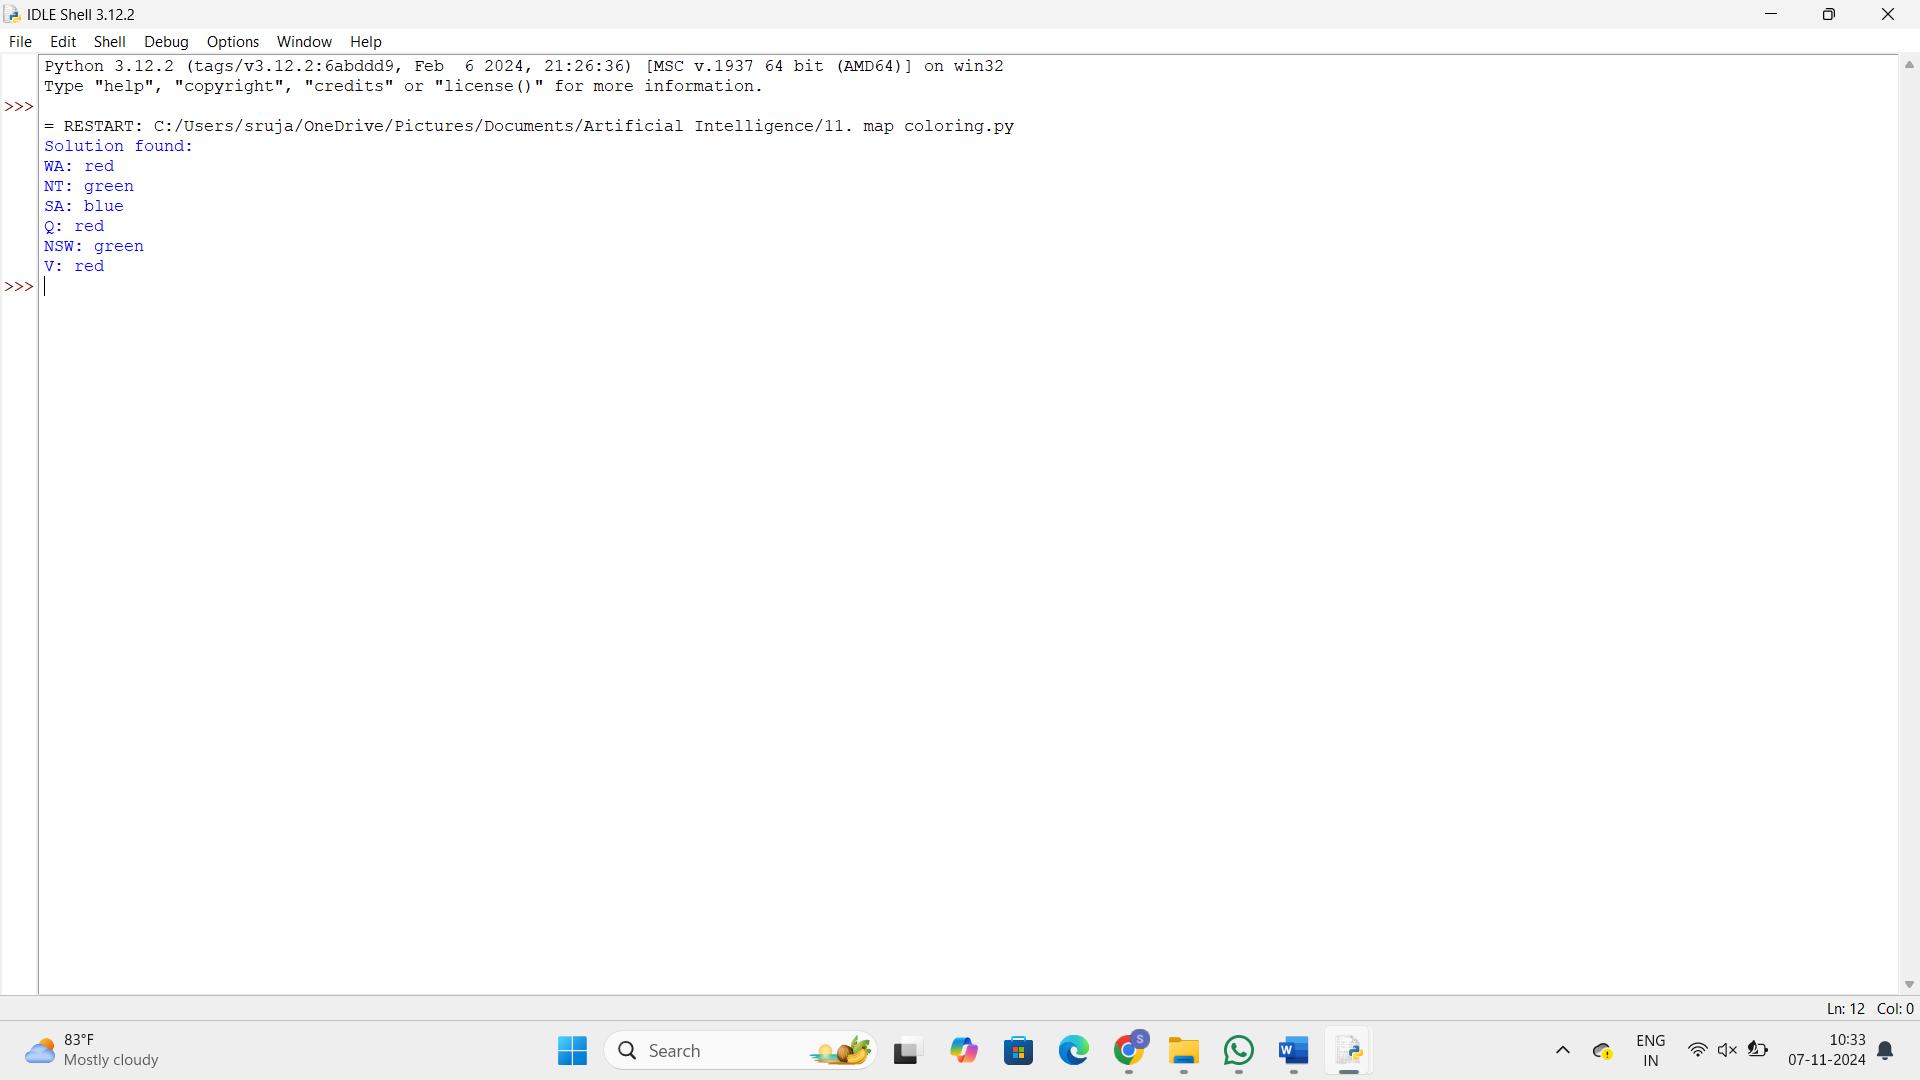 IDLE Shell 3.12.2
File Edit Shell Debug Options Window Help
Python 3.12.2 (tags/v3.12.2:6abddd9, Feb  6 2024, 21:26:36) [MSC v.1937 64 bit (AMD64)] on win32
Type "help", "copyright", "credits" or "license()" for more information.
>>>
= RESTART: C:/Users/sruja/OneDrive/Pictures/Documents/Artificial Intelligence/11. map coloring.py
Solution found:
WA: red
NT: green
SA: blue
Q: red
NSW: green
V: red
>>>
Ln: 12 Col: 0
83°F
Mostly cloudy
Search
S
W
ENG
IN
10:33
07-11-2024